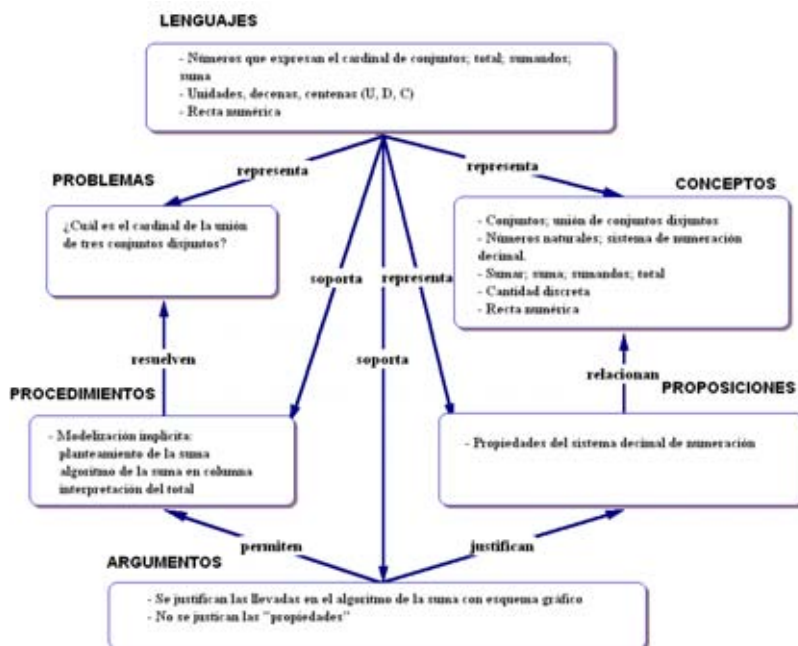 LENGUAJES
- Números que expresan el cardinal de conjuntos; total; sumandos;
suma
- Unidades, decenas, centenas (U, D, C)
- Recta numérica
representa
representa
PROBLEMAS
CONCEPTOS
¿Cuál es el cardinal de la unión
de tres conjuntos disjuntos?
- Conjuntos; unión de conjuntos disjuntos
- Números naturales; sistema de numeración
decimal.
- Sumar; suma; sumandos; total
- Cantidad discreta
- Recta numérica
soporta
representa
resuelven
soporta
relacionan
PROCEDIMIENTOS
PROPOSICIONES
- Modelización implícita:
planteamiento de la suma
algoritmo de la suma en columna
interpretación del total
- Propiedades del sistema decimal de numeración
permiten
justifican
ARGUMENTOS
- Se justifican las llevadas en el algoritmo de la suma con esquema gráfico
- No se justican las "propiedades"